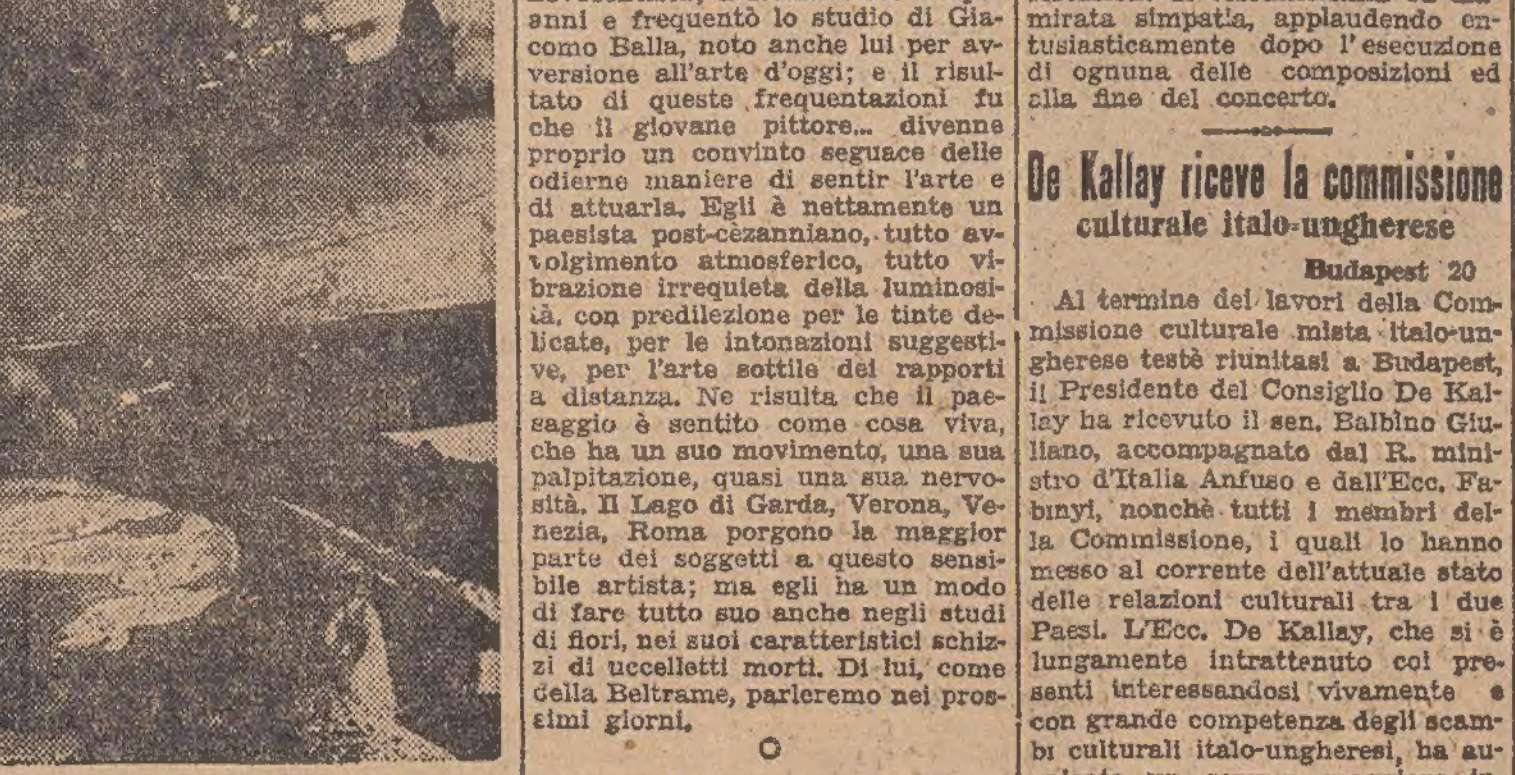 anni e frequentò lo studio di Gia-
como Balla, noto anche lui per av-
versione all'arte d'oggi; e il risul-
tato di queste frequentazioni fu
che il giovane pittore... divenne
proprio un convinto seguace delle
odierne maniere di sentir l'arte e
di attuarla. Egli è nettamente un
paesista post-cèzanniano, tutto av-
volgimento atmosferico, tutto vi-
brazione irrequieta della luminosi-
tà, con predilezione per le tinte de-
licate, per le intonazioni suggesti-
ve, per l'arte sottile dei rapporti
a distanza. Ne risulta che il pae-
saggio è sentito come cosa viva,
che ha un suo movimento, una sua
palpitazione, quasi una sua nervo-
sità. Il Lago di Garda, Verona, Ve-
nezia, Roma porgono la maggior
parte dei soggetti a questo sensi-
bile artista; ma egli ha un modo
di fare tutto suo anche negli studi
di fiori, nei suoi caratteristici schiz-
zi di uccelletti morti. Di lui, come
della Beltrame, parleremo nei pros-
simi giorni.
mirata simpatia, applaudendo en-
tusiasticamente dopo l'esecuzione
di ognuna delle composizioni ed
alla fine del concerto.
De Kallay riceve la commissione
culturale italo-ungherese
Budapest 20
Al termine dei lavori della Com-
missione culturale mista italo-un-
gherese testè riunitasi a Budapest,
il Presidente del Consiglio De Kal-
lay ha ricevuto il sen. Balbino Giu-
liano, accompagnato dal R. mini-
stro d'Italia Anfuso e dall'Ecc. Fa-
binyi, nonchè tutti i membri del-
la Commissione, i quali lo hanno
messo al corrente dell'attuale stato
delle relazioni culturali tra i due
Paesi. L'Ecc. De Kallay, che si è
lungamente intrattenuto coi pre-
senti interessandosi vivamente e
con grande competenza degli scam-
bi culturali italo-ungheresi, ha au-